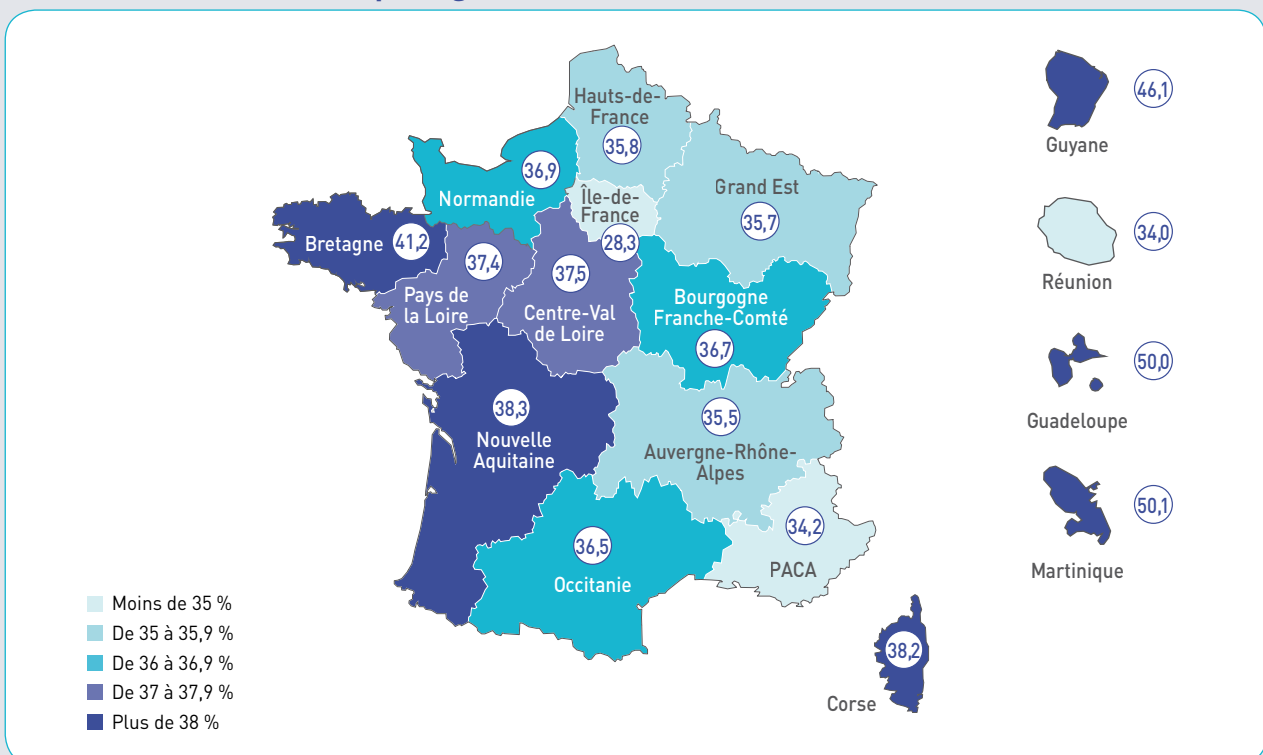 Hauts-de-
France
35,8
36,9
Normandie
Île-de-
France
28,3
Grand Est
35,7
Bretagne
41,2
37,4
Pays de
la Loire
37,5
Centre-Val
de Loire
Bourgogne
Franche-Comté
36,7
38,3
Nouvelle
Aquitaine
35,5
Auvergne-Rhône-
Alpes
34,2
PACA
36,5
Occitanie
38,2
Corse
46,1
Guyane
34,0
Réunion
50,0
Guadeloupe
50,1
Martinique
Moins de 35 %
De 35 à 35,9 %
De 36 à 36,9 %
De 37 à 37,9 %
Plus de 38 %